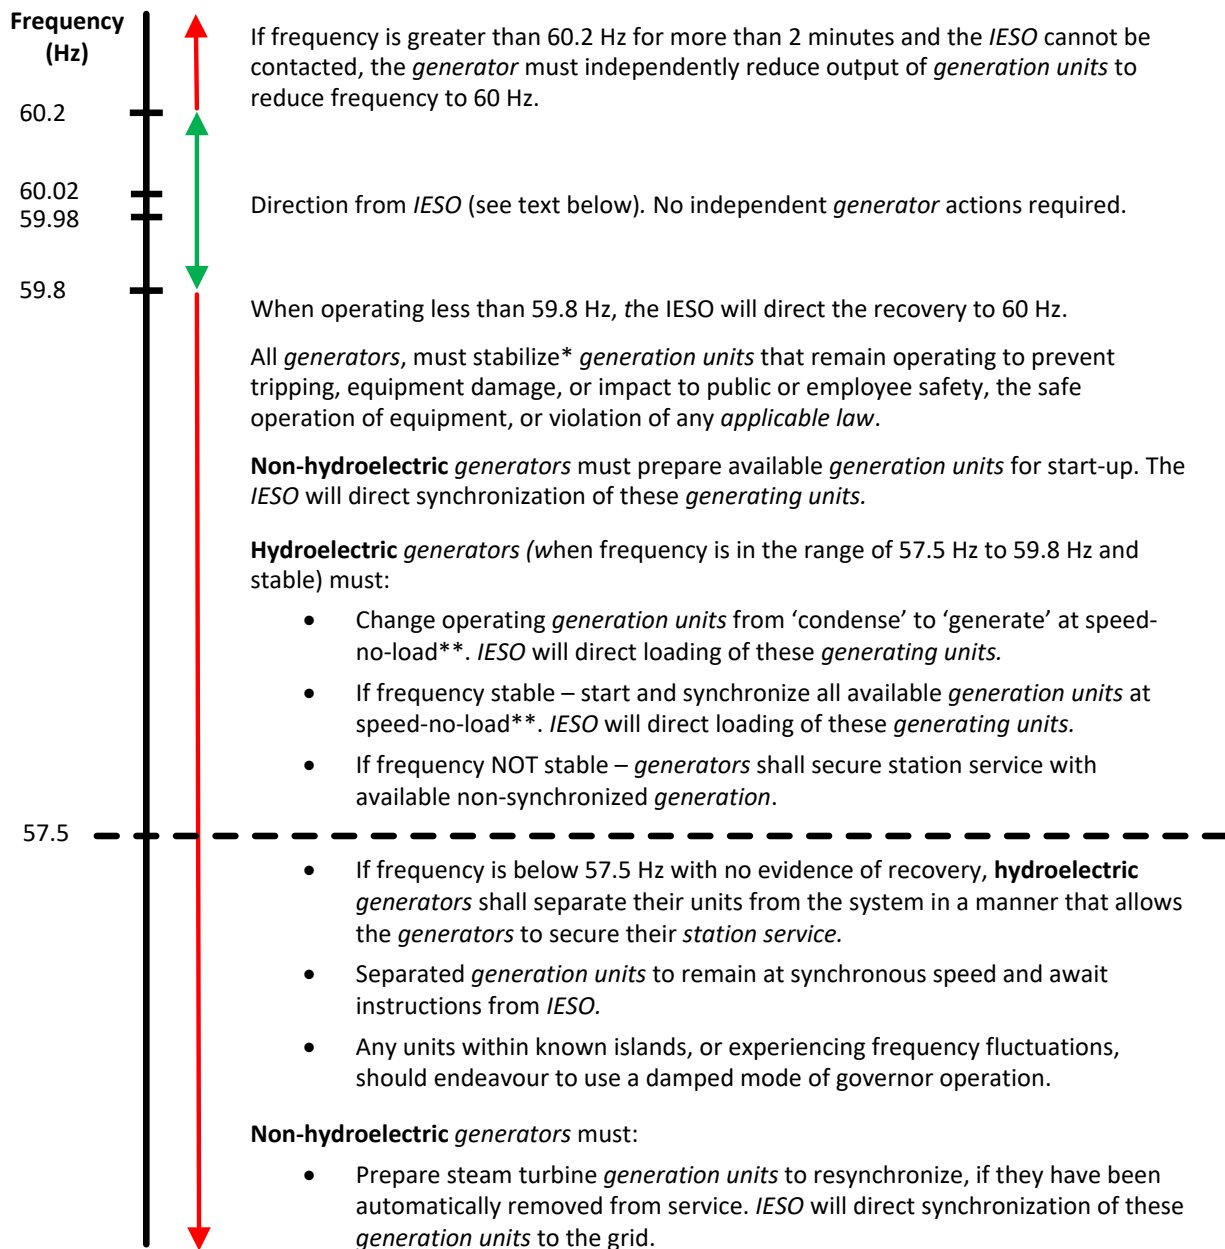 Frequency
(Hz)
If frequency is greater than 60.2 Hz for more than 2 minutes and the IESO cannot be
contacted, the generator must independently reduce output of generation units to
reduce frequency to 60 Hz.
60.2
60.02
59.98
Direction from IESO (see text below). No independent generator actions required.
59.8
When operating less than 59.8 Hz, the IESO will direct the recovery to 60 Hz.
All generators, must stabilize* generation units that remain operating to prevent
tripping, equipment damage, or impact to public or employee safety, the safe
operation of equipment, or violation of any applicable law.
Non-hydroelectric generators must prepare available generation units for start-up. The
IESO will direct synchronization of these generating units.
Hydroelectric generators (when frequency is in the range of 57.5 Hz to 59.8 Hz and
stable) must:
• Change operating generation units from ‘condense’ to ‘generate’ at speed-
no-load**. IESO will direct loading of these generating units.
• If frequency stable – start and synchronize all available generation units at
speed-no-load**. IESO will direct loading of these generating units.
• If frequency NOT stable – generators shall secure station service with
available non-synchronized generation.
57.5
• If frequency is below 57.5 Hz with no evidence of recovery, hydroelectric
generators shall separate their units from the system in a manner that allows
the generators to secure their station service.
• Separated generation units to remain at synchronous speed and await
instructions from IESO.
• Any units within known islands, or experiencing frequency fluctuations,
should endeavour to use a damped mode of governor operation.
Non-hydroelectric generators must:
• Prepare steam turbine generation units to resynchronize, if they have been
automatically removed from service. IESO will direct synchronization of these
generation units to the grid.